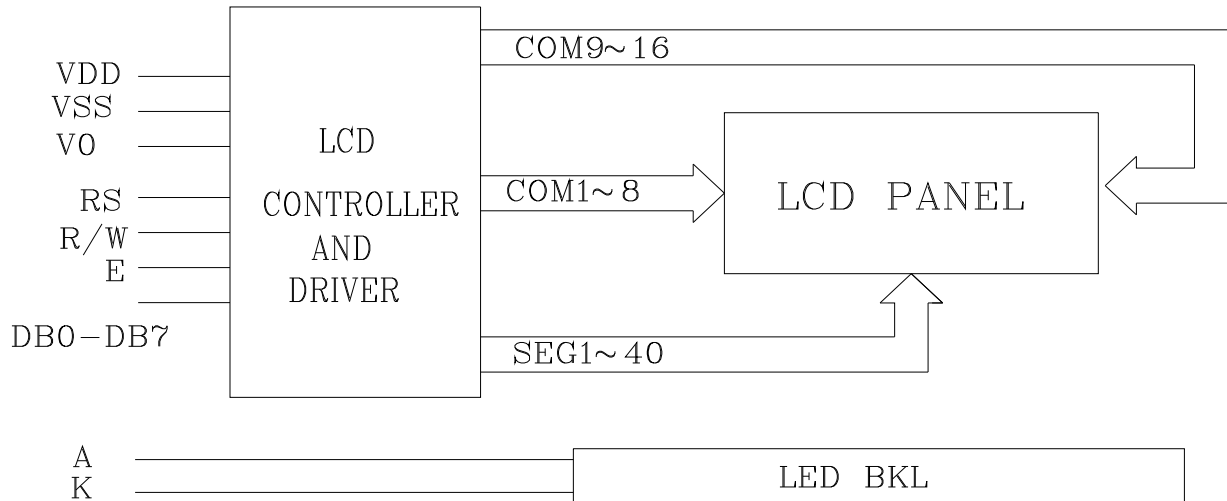 VDD
VSS
V0
RS
R/W
E
DB0-DB7
LCD
CONTROLLER
AND
DRIVER
COM9~16
COM1~8
SEG1~40
LCD PANEL
A
K
LED BKL